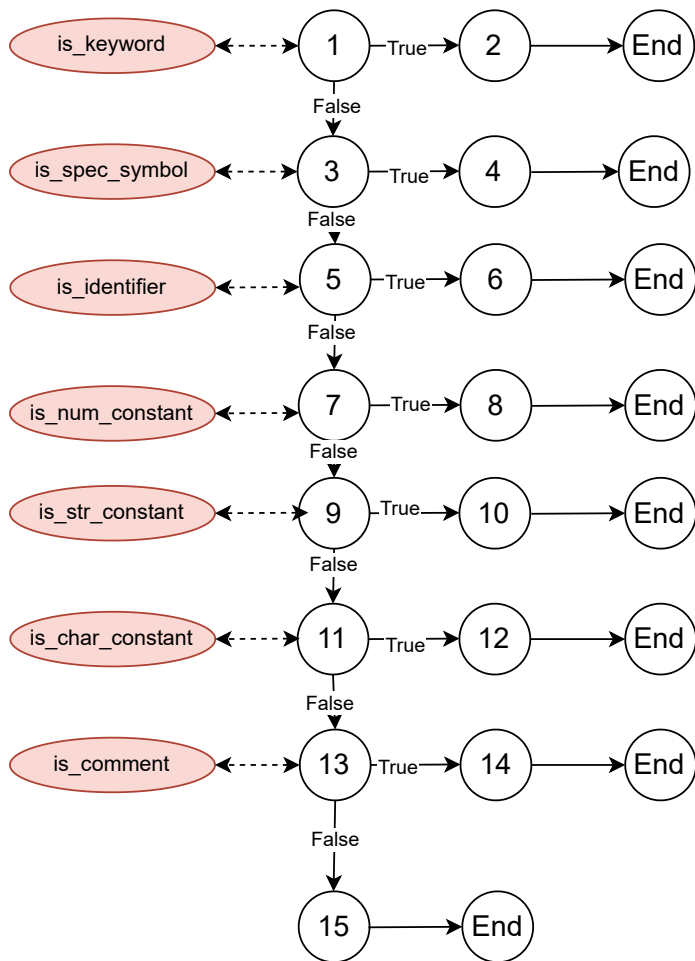 is_keyword
1
True
2
End
False
is_spec_symbol
3
True
4
End
False
is_identifier
5
True
6
End
False
is_num_constant
7
True
8
End
False
is_str_constant
9
True
10
End
False
is_char_constant
11
True
12
End
False
is_comment
13
True
14
End
False
15
End